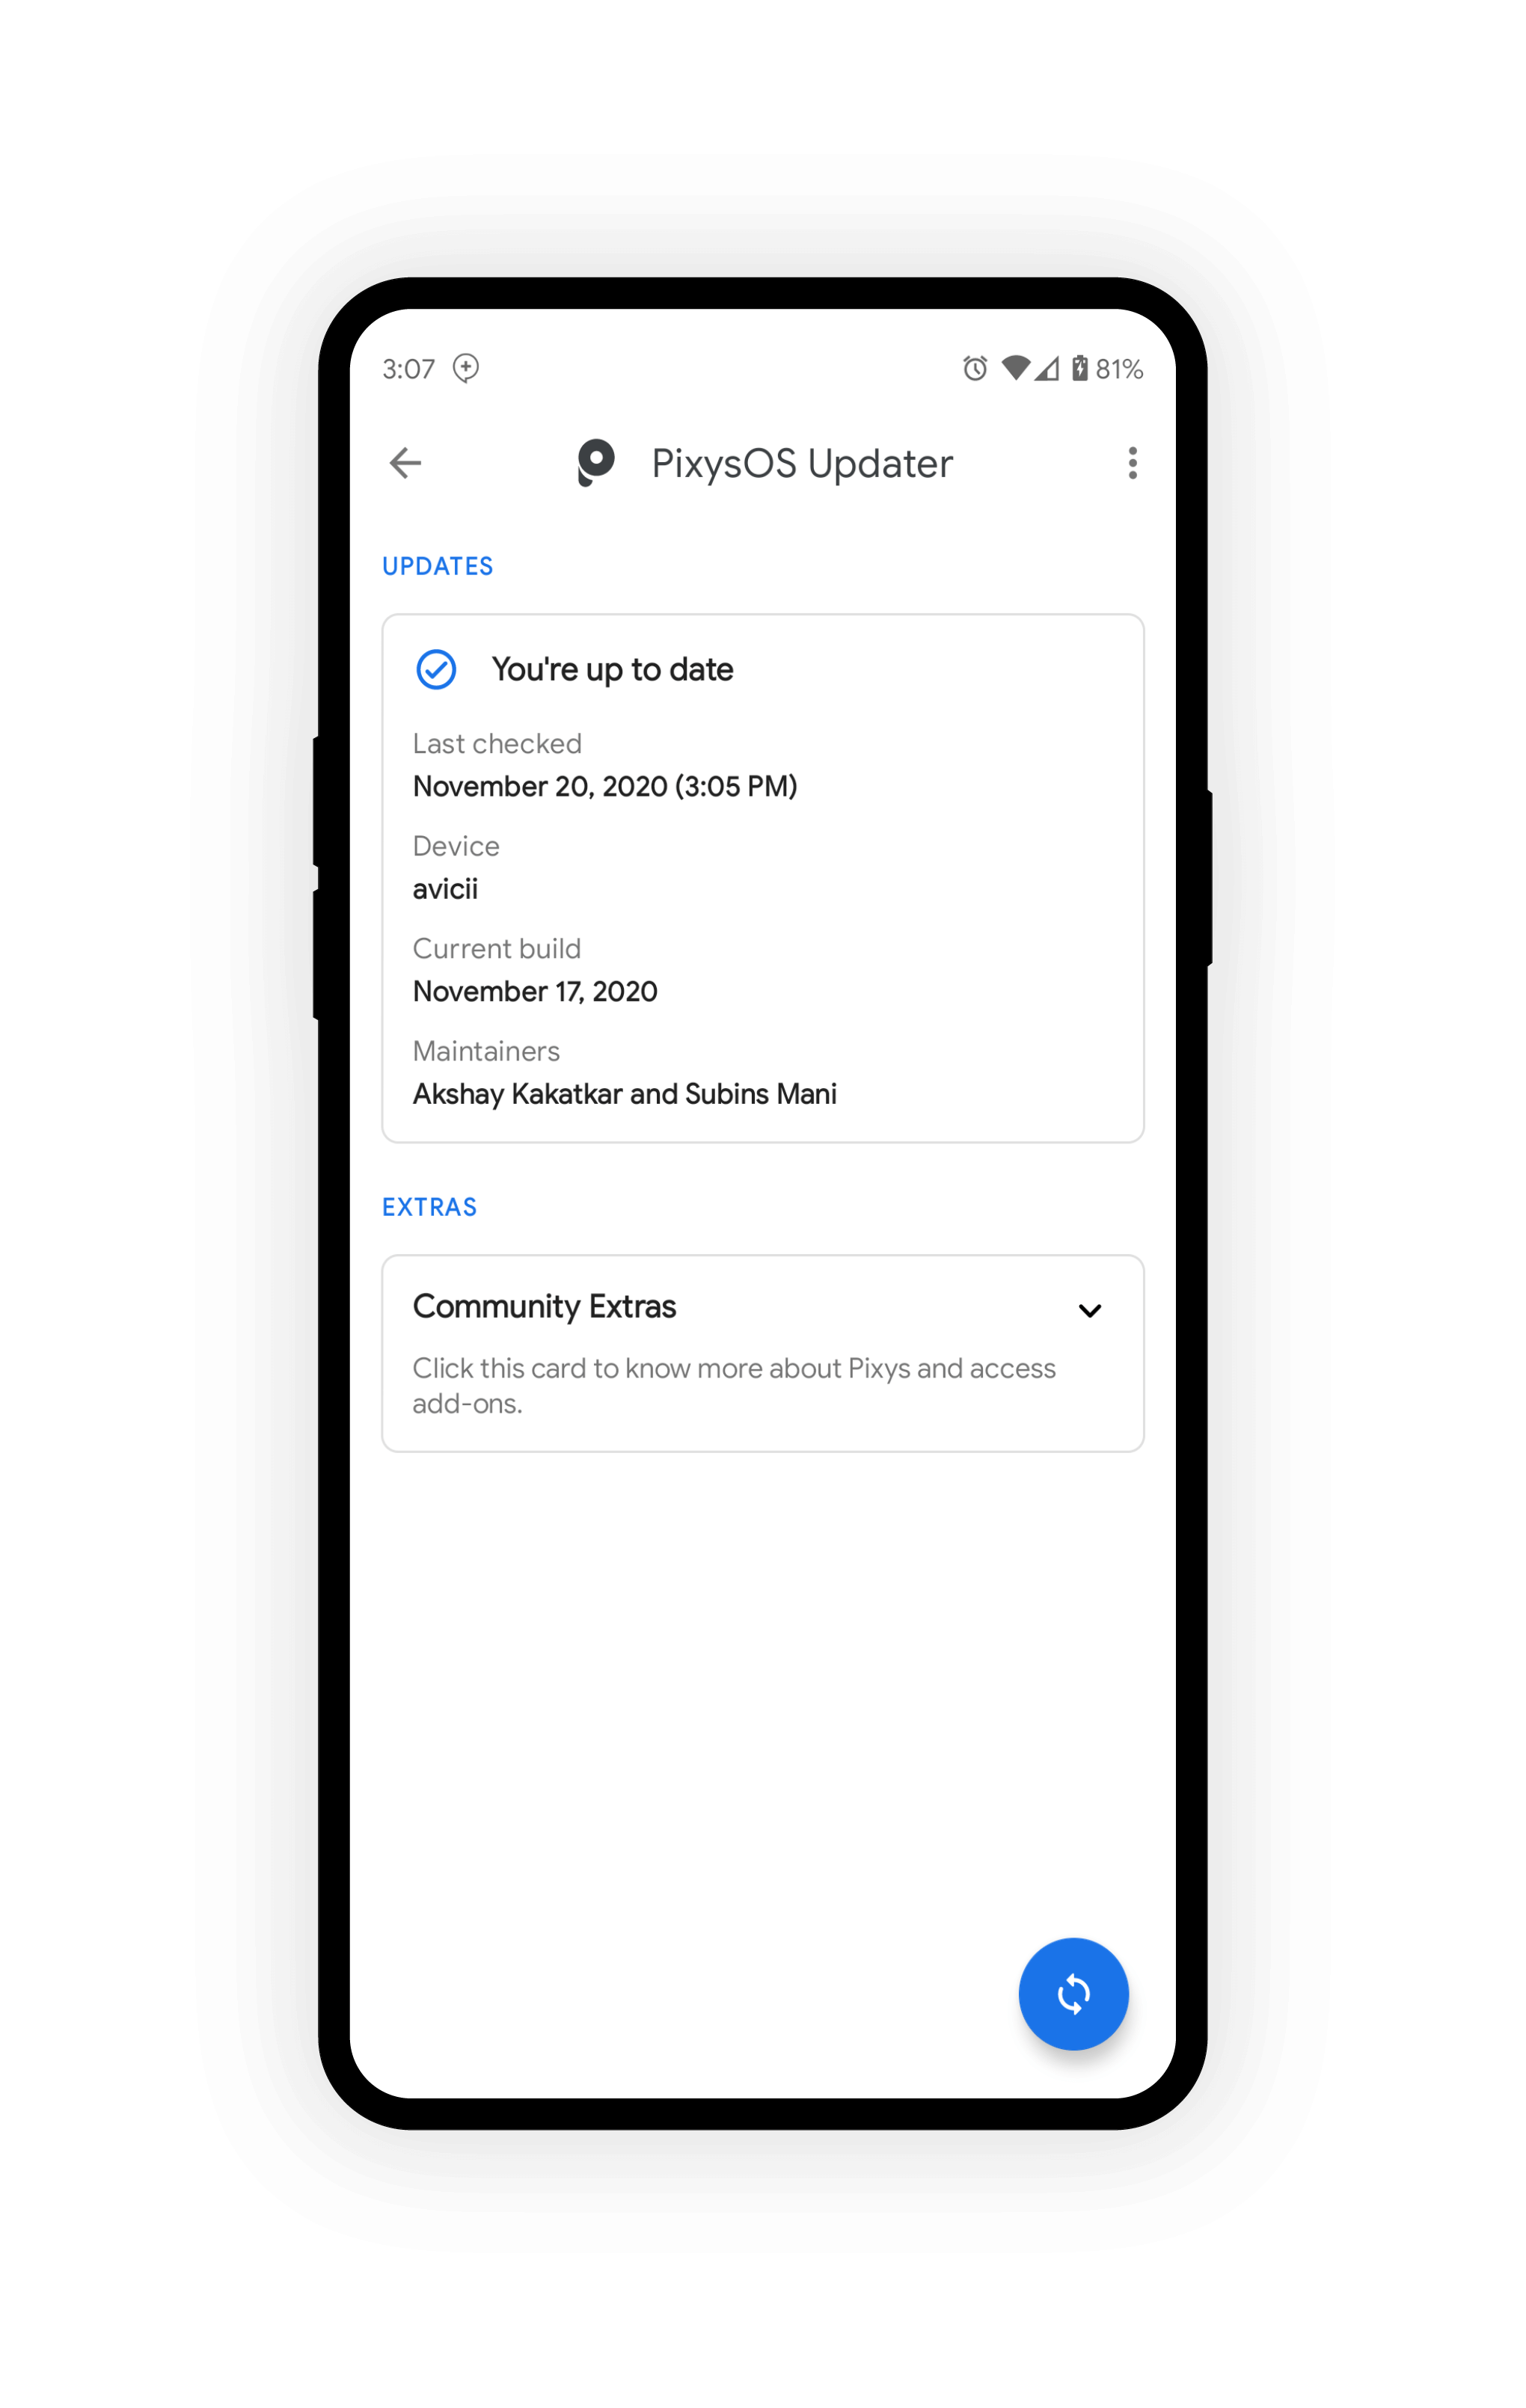 3:07 81%
PixysOS Updater
UPDATES
You're up to date
Last checked
November 20, 2020 (3:05 PM)
Device
avicii
Current build
November 17, 2020
Maintainers
Akshay Kakatkar and Subins Mani
EXTRAS
Community Extras
Click this card to know more about Pixys and access
add-ons.